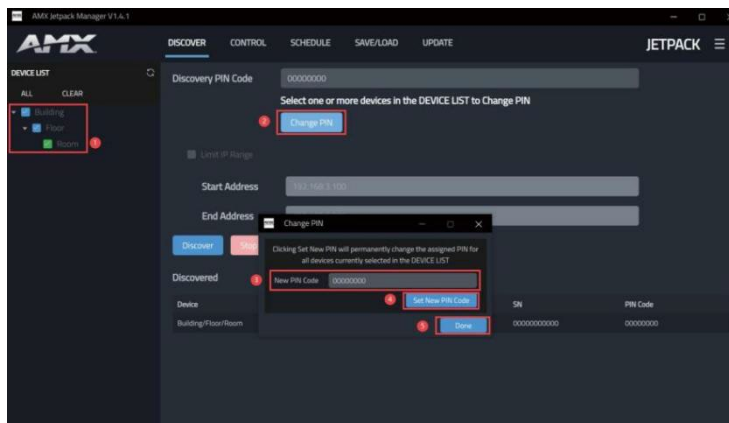 AMX Jetpack Manager V1.4.1
AMX
DISCOVER CONTROL SCHEDULE SAVE/LOAD UPDATE
JETPACK
DEVICE LIST
ALL CLEAR
Building
Floor
Room
1
Discovery PIN Code 00000000
Select one or more devices in the DEVICE LIST to Change PIN
2
Change PIN
Limit IP Range
Start Address 192.168.1.100
End Address
Change PIN
Discover Stop
Clicking Set New PIN will permanently change the assigned PIN for
all devices currently selected in the DEVICE LIST
Discovered
3
New PIN Code 00000000
4
Set New PIN Code
Device SN PIN Code
Building/Floor/Room 00000000000 00000000
5
Done